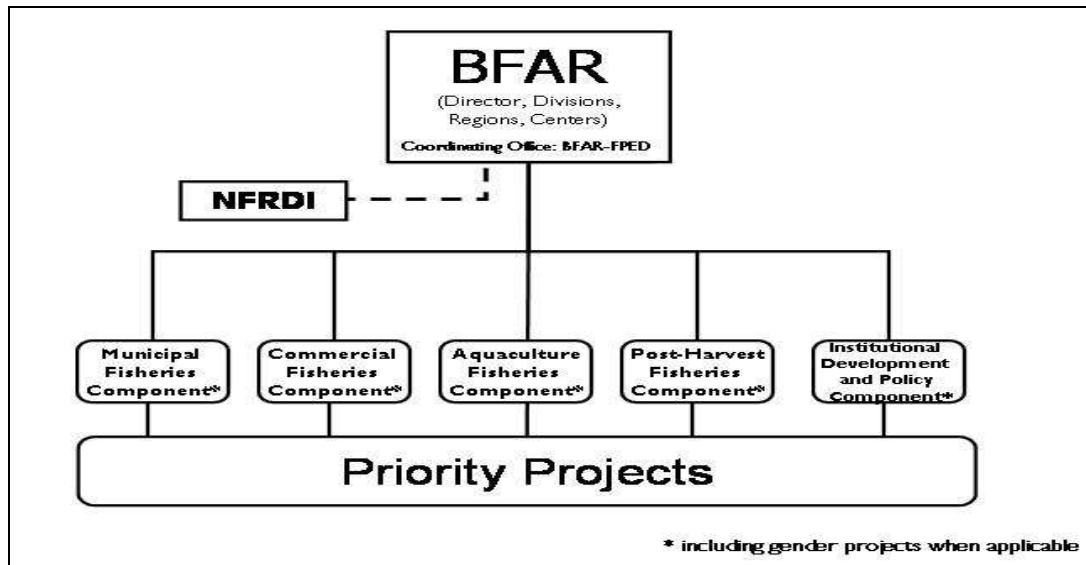 BFAR
(Director, Divisions,
Regions, Centers)
Coordinating Office: BFAR-FPED
NFRDI
Municipal
Fisheries
Component*
Commercial
Fisheries
Component*
Aquaculture
Fisheries
Component*
Post-Harvest
Fisheries
Component*
Institutional
Development
and Policy
Component*
Priority Projects
* including gender projects when applicable